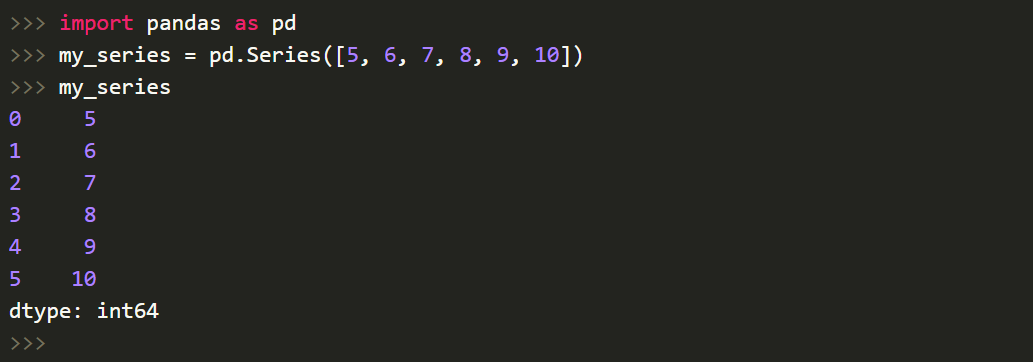 >>> import pandas as pd
>>> my_series = pd.Series([5, 6, 7, 8, 9, 10])
>>> my_series
0     5
1     6
2     7
3     8
4     9
5    10
dtype: int64
>>>